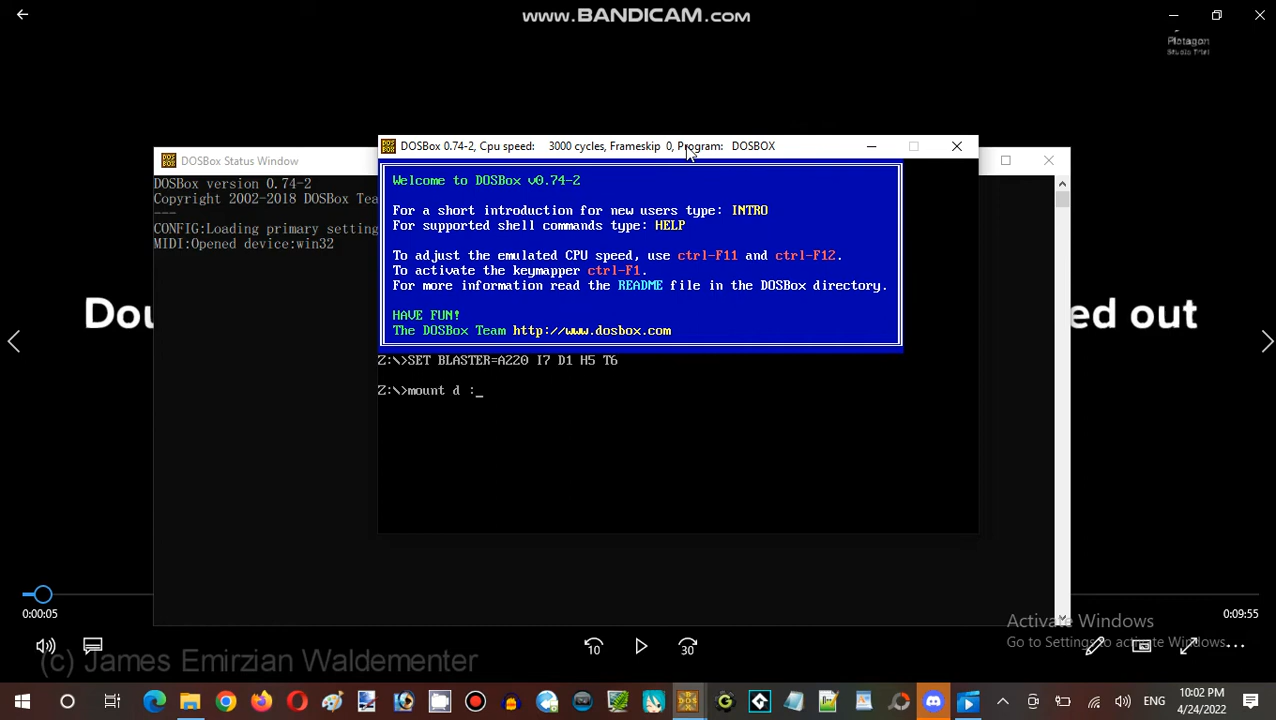 www.BANDICAM.com
Plotagon
Studio Trial
DOSBox 0.74-2, Cpu speed: 3000 cycles, Frameskip 0, Program: DOSBOX
DOSBox Status Window
DOSBox version 0.74-2
Copyright 2002-2018 DOSBox Tea
---
CONFIG:Loading primary setting
MIDI:Opened device:win32
Welcome to DOSBox v0.74-2
For a short introduction for new users type: INTRO
For supported shell commands type: HELP
To adjust the emulated CPU speed, use ctrl-F11 and ctrl-F12.
To activate the keymapper ctrl-F1.
For more information read the README file in the DOSBox directory.
HAVE FUN!
The DOSBox Team http://www.dosbox.com
Z:\>SET BLASTER=A220 I7 D1 H5 T6
Z:\>mount d :_
Dou
ed out
0:00:05
0:09:55
Activate Windows
Go to Settings to activate Windows.
10
30
(c) James Emirzian Waldementer
ENG
10:02 PM
4/24/2022